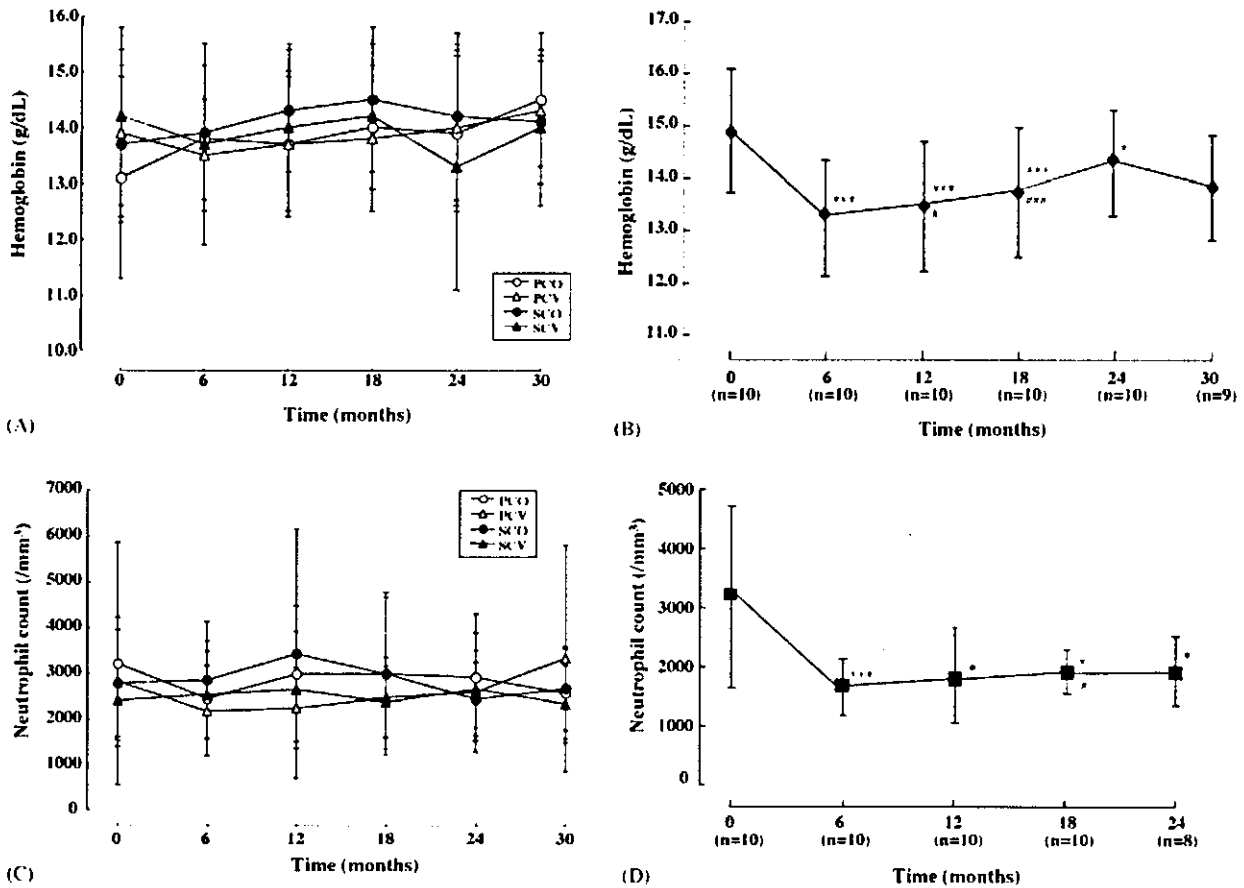 16.0
15.0
14.0
13.0
12.0
11.0
10.0
Hemoglobin (g/dL)
PCO
PCV
SCO
SCV
0 6 12 18 24 30
Time (months)
(A)
17.0
16.0
15.0
14.0
13.0
12.0
11.0
Hemoglobin (g/dL)
***
***
#
***
###
*
0 6 12 18 24 30
(n=10) (n=10) (n=10) (n=10) (n=10) (n=9)
Time (months)
(B)
7000
6000
5000
4000
3000
2000
1000
0
Neutrophil count (/mm³)
PCO
PCV
SCO
SCV
0 6 12 18 24 30
Time (months)
(C)
5000
4000
3000
2000
1000
0
Neutrophil count (/mm³)
***
*
*
#
*
0 6 12 18 24
(n=10) (n=10) (n=10) (n=10) (n=8)
Time (months)
(D)